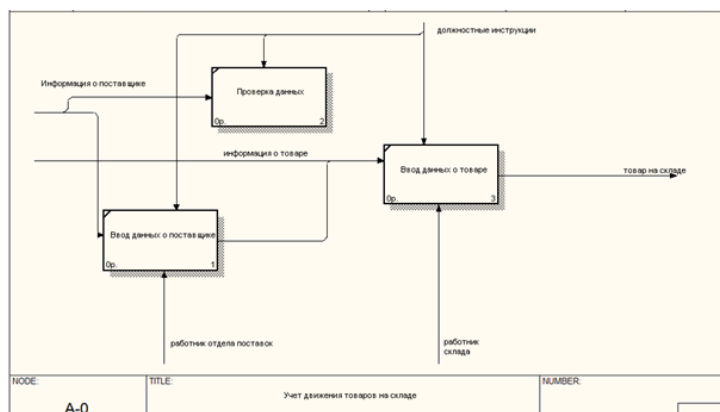 должностные инструкции
Информация о поставщике
Проверка данных
0р.
2
информация о товаре
Ввод данных о товаре
товар на складе
0р.
3
Ввод данных о поставщике
0р.
1
работник отдела поставок
работник
склада
NODE:
TITLE:
NUMBER:
Учет движения товаров на складе
A-0